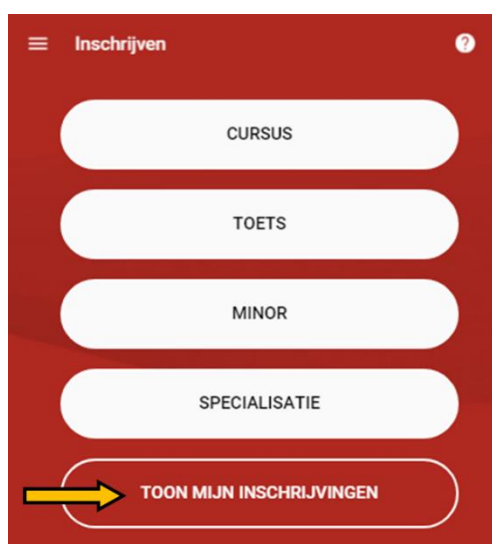 Inschrijven
?
CURSUS
TOETS
MINOR
SPECIALISATIE
TOON MIJN INSCHRIJVINGEN